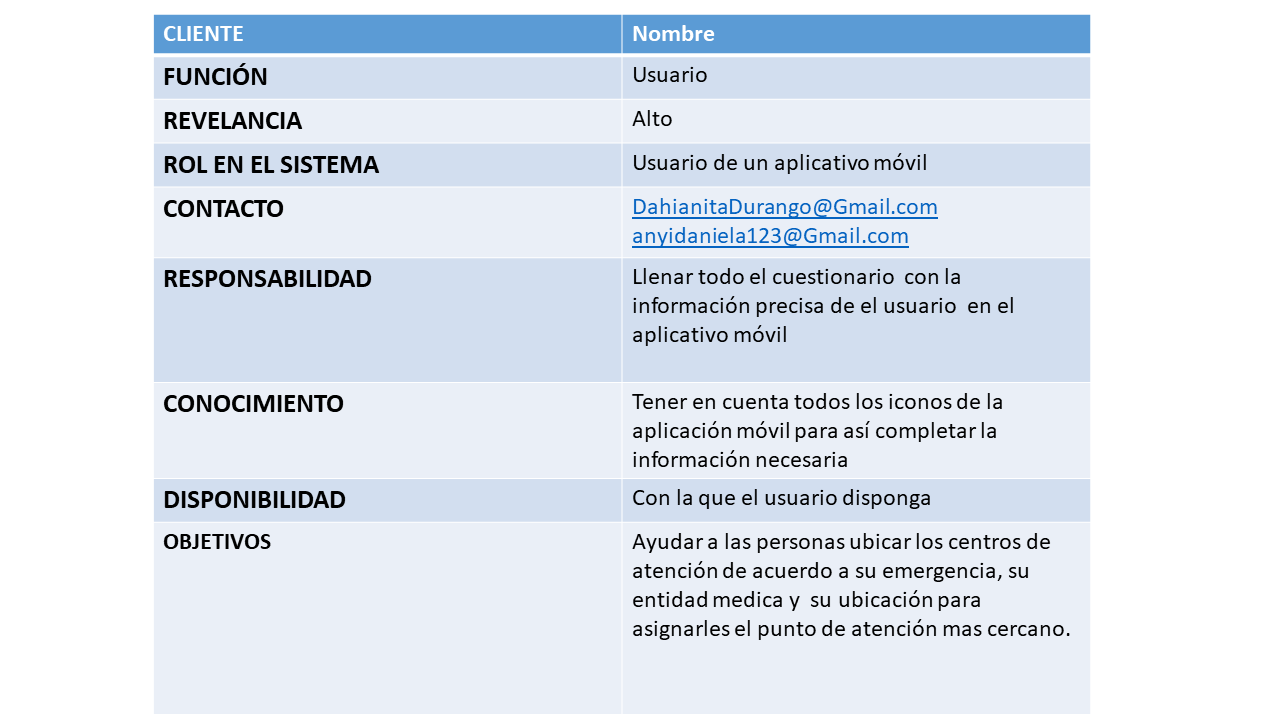 CLIENTE Nombre
FUNCIÓN Usuario
REVELANCIA Alto
ROL EN EL SISTEMA Usuario de un aplicativo móvil
CONTACTO DahianitaDurango@Gmail.com
anyidaniela123@Gmail.com
RESPONSABILIDAD Llenar todo el cuestionario con la
información precisa de el usuario en el
aplicativo móvil
CONOCIMIENTO Tener en cuenta todos los iconos de la
aplicación móvil para así completar la
información necesaria
DISPONIBILIDAD Con la que el usuario disponga
OBJETIVOS Ayudar a las personas ubicar los centros de
atención de acuerdo a su emergencia, su
entidad medica y su ubicación para
asignarles el punto de atención mas cercano.